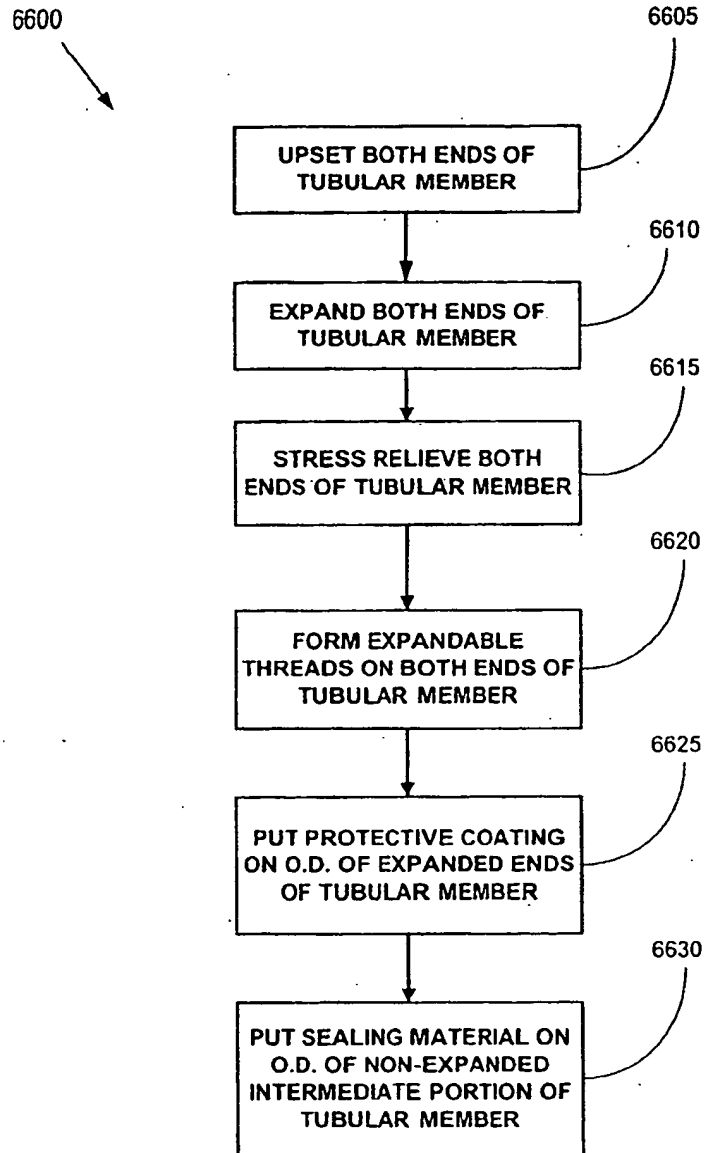 6600
6605
UPSET BOTH ENDS OF
TUBULAR MEMBER
6610
EXPAND BOTH ENDS OF
TUBULAR MEMBER
6615
STRESS RELIEVE BOTH
ENDS OF TUBULAR MEMBER
6620
FORM EXPANDABLE
THREADS ON BOTH ENDS OF
TUBULAR MEMBER
6625
PUT PROTECTIVE COATING
ON O.D. OF EXPANDED ENDS
OF TUBULAR MEMBER
6630
PUT SEALING MATERIAL ON
O.D. OF NON-EXPANDED
INTERMEDIATE PORTION OF
TUBULAR MEMBER